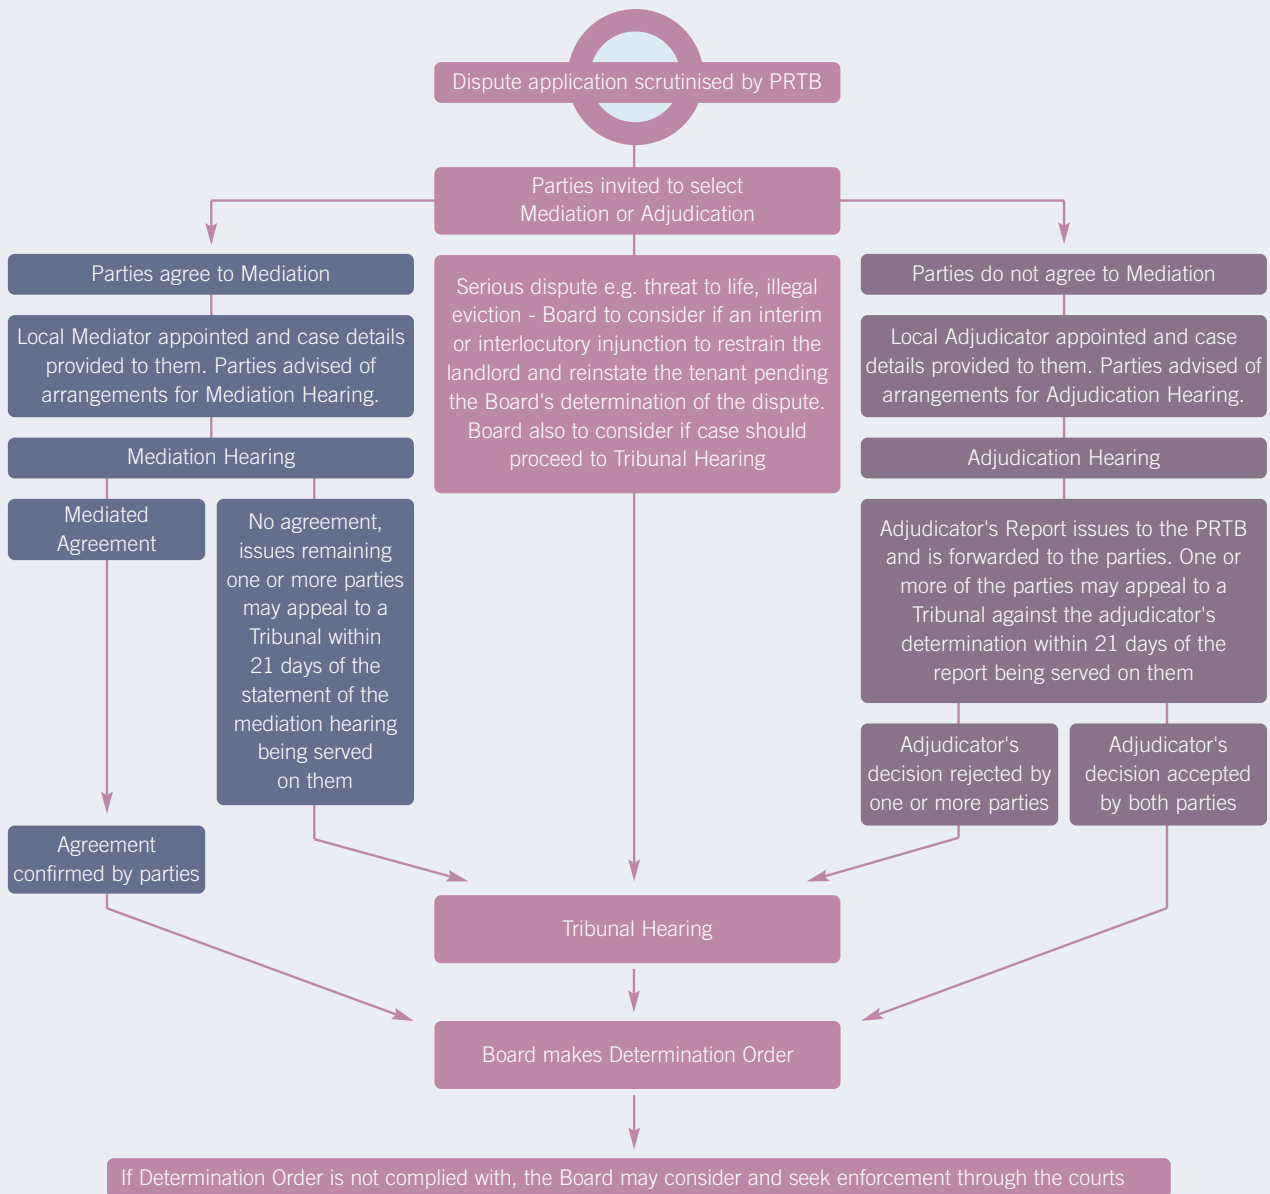 Dispute application scrutinised by PRTB
Parties invited to select
Mediation or Adjudication
Parties agree to Mediation
Local Mediator appointed and case details
provided to them. Parties advised of
arrangements for Mediation Hearing.
Mediation Hearing
Mediated
Agreement
No agreement,
issues remaining
one or more parties
may appeal to a
Tribunal within
21 days of the
statement of the
mediation hearing
being served
on them
Agreement
confirmed by parties
Serious dispute e.g. threat to life, illegal
eviction - Board to consider if an interim
or interlocutory injunction to restrain the
landlord and reinstate the tenant pending
the Board's determination of the dispute.
Board also to consider if case should
proceed to Tribunal Hearing
Parties do not agree to Mediation
Local Adjudicator appointed and case
details provided to them. Parties advised of
arrangements for Adjudication Hearing.
Adjudication Hearing
Adjudicator's Report issues to the PRTB
and is forwarded to the parties. One or
more of the parties may appeal to a
Tribunal against the adjudicator's
determination within 21 days of the
report being served on them
Adjudicator's
decision rejected by
one or more parties
Adjudicator's
decision accepted
by both parties
Tribunal Hearing
Board makes Determination Order
If Determination Order is not complied with, the Board may consider and seek enforcement through the courts